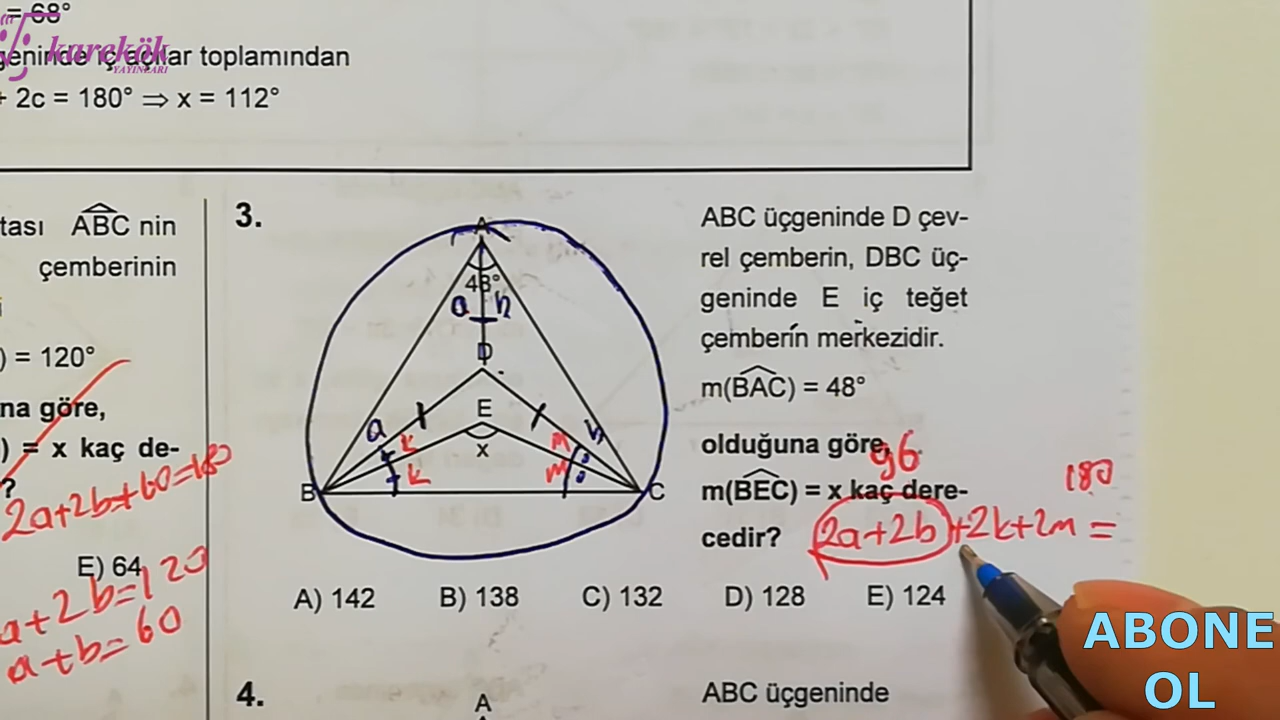 = 68°
karekök
YAYINLARI
geninde iç açılar toplamından
+ 2c = 180° ⇒ x = 112°
tası ABC nin
çemberinin
) = 120°
na göre,
) = x kaç de-
?
2a+2b+60=180
E) 64
a+2b=120
a+b=60
3.
A
48°
a n
D
E
a
k
k
x
m
m
n
B
C
ABC üçgeninde D çev-
rel çemberin, DBC üç-
geninde E iç teğet
çemberin merkezidir.
m(BAC) = 48°
olduğuna göre,
m(BEC) = x kaç dere-
cedir?
96
180
2a+2b+2k+2m=
A) 142 B) 138 C) 132 D) 128 E) 124
4.
A
ABC üçgeninde
ABONE
OL